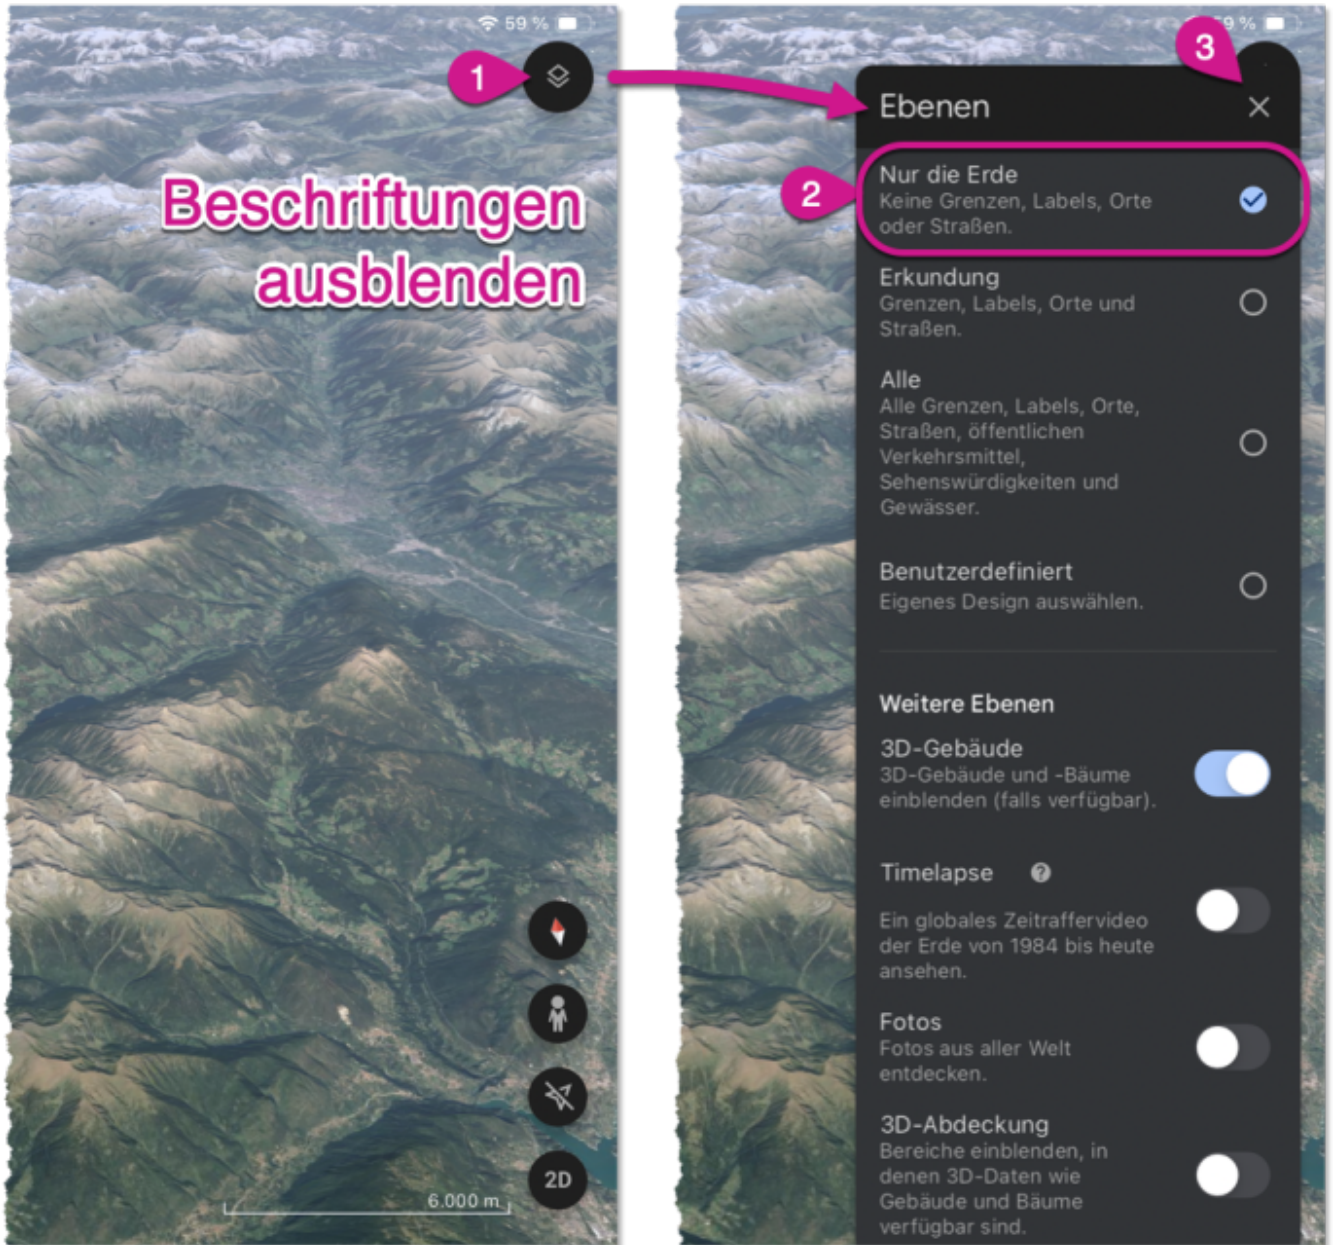 59 %
1
Beschriftungen
ausblenden
2D
6.000 m
59 %
3
Ebenen
2
Nur die Erde
Keine Grenzen, Labels, Orte
oder Straßen.
Erkundung
Grenzen, Labels, Orte und
Straßen.
Alle
Alle Grenzen, Labels, Orte,
Straßen, öffentlichen
Verkehrsmittel,
Sehenswürdigkeiten und
Gewässer.
Benutzerdefiniert
Eigenes Design auswählen.
Weitere Ebenen
3D-Gebäude
3D-Gebäude und -Bäume
einblenden (falls verfügbar).
Timelapse ?
Ein globales Zeitraffervideo
der Erde von 1984 bis heute
ansehen.
Fotos
Fotos aus aller Welt
entdecken.
3D-Abdeckung
Bereiche einblenden, in
denen 3D-Daten wie
Gebäude und Bäume
verfügbar sind.